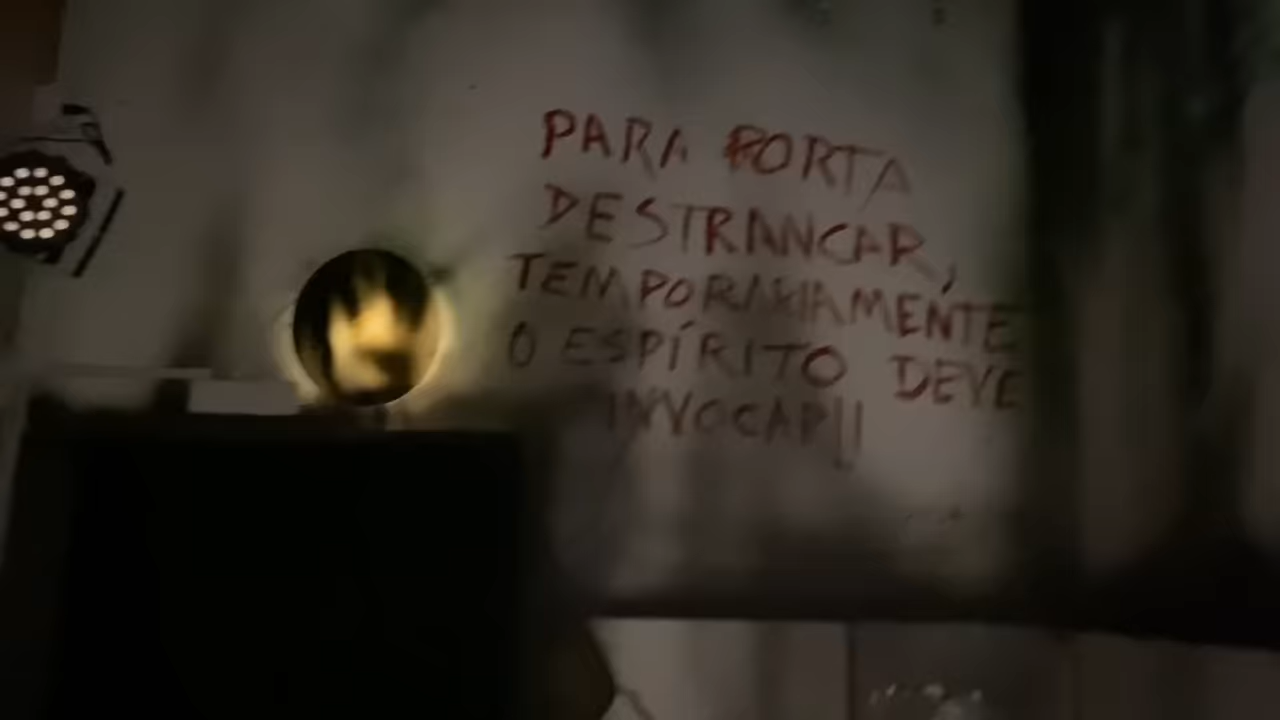 PARA PORTA
DESTRANCAR,
TEMPORARIAMENTE
O ESPÍRITO DEVE
INVOCAR!!